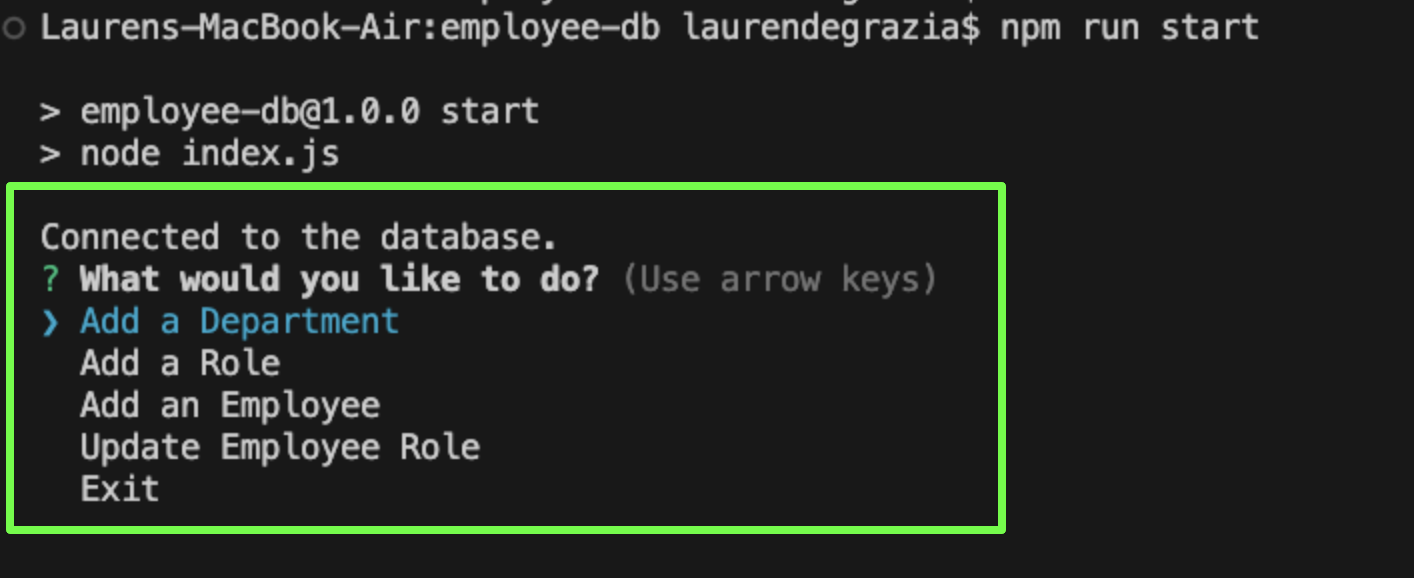 Laurens-MacBook-Air:employee-db laurendegrazia$ npm run start
> employee-db@1.0.0 start
> node index.js
Connected to the database.
? What would you like to do? (Use arrow keys)
❯ Add a Department
Add a Role
Add an Employee
Update Employee Role
Exit